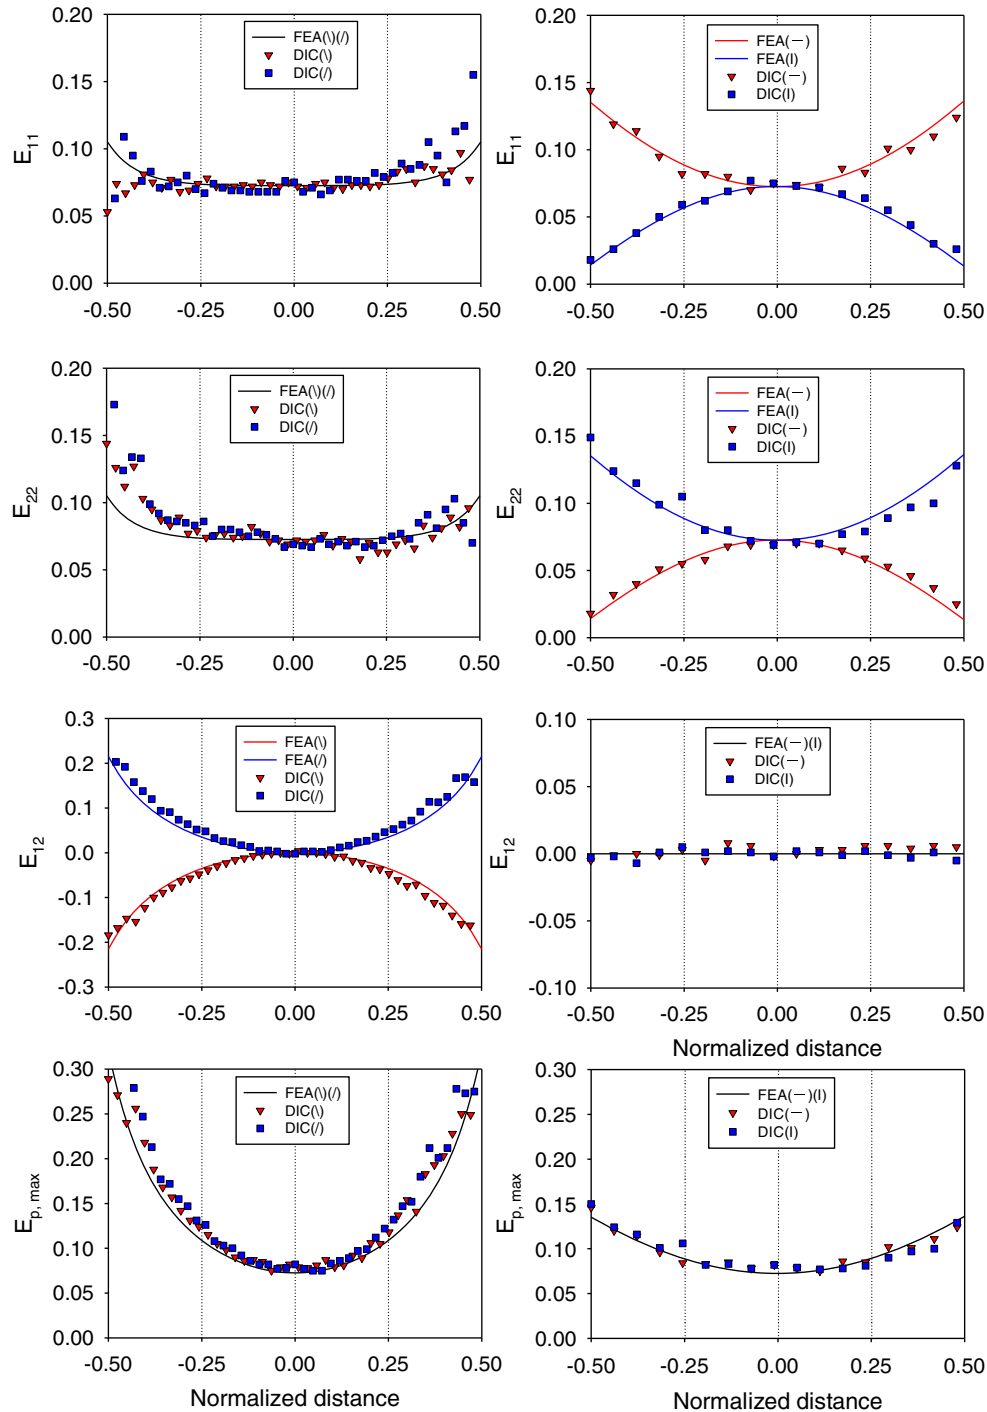 0.20
0.15
0.10
0.05
0.00
E11
FEA(\)(/)
DIC(\)
DIC(/)
-0.50 -0.25 0.00 0.25 0.50
0.20
0.15
0.10
0.05
0.00
E11
FEA(—)
FEA(I)
DIC(—)
DIC(I)
-0.50 -0.25 0.00 0.25 0.50
0.20
0.15
0.10
0.05
0.00
E22
FEA(\)(/)
DIC(\)
DIC(/)
-0.50 -0.25 0.00 0.25 0.50
0.20
0.15
0.10
0.05
0.00
E22
FEA(—)
FEA(I)
DIC(—)
DIC(I)
-0.50 -0.25 0.00 0.25 0.50
0.3
0.2
0.1
0.0
-0.1
-0.2
-0.3
E12
FEA(\)
FEA(/)
DIC(\)
DIC(/)
-0.50 -0.25 0.00 0.25 0.50
0.10
0.05
0.00
-0.05
-0.10
E12
FEA(—)(I)
DIC(—)
DIC(I)
-0.50 -0.25 0.00 0.25 0.50
Normalized distance
0.30
0.25
0.20
0.15
0.10
0.05
0.00
Ep, max
FEA(\)(/)
DIC(\)
DIC(/)
-0.50 -0.25 0.00 0.25 0.50
Normalized distance
0.30
0.25
0.20
0.15
0.10
0.05
0.00
Ep, max
FEA(—)(I)
DIC(—)
DIC(I)
-0.50 -0.25 0.00 0.25 0.50
Normalized distance